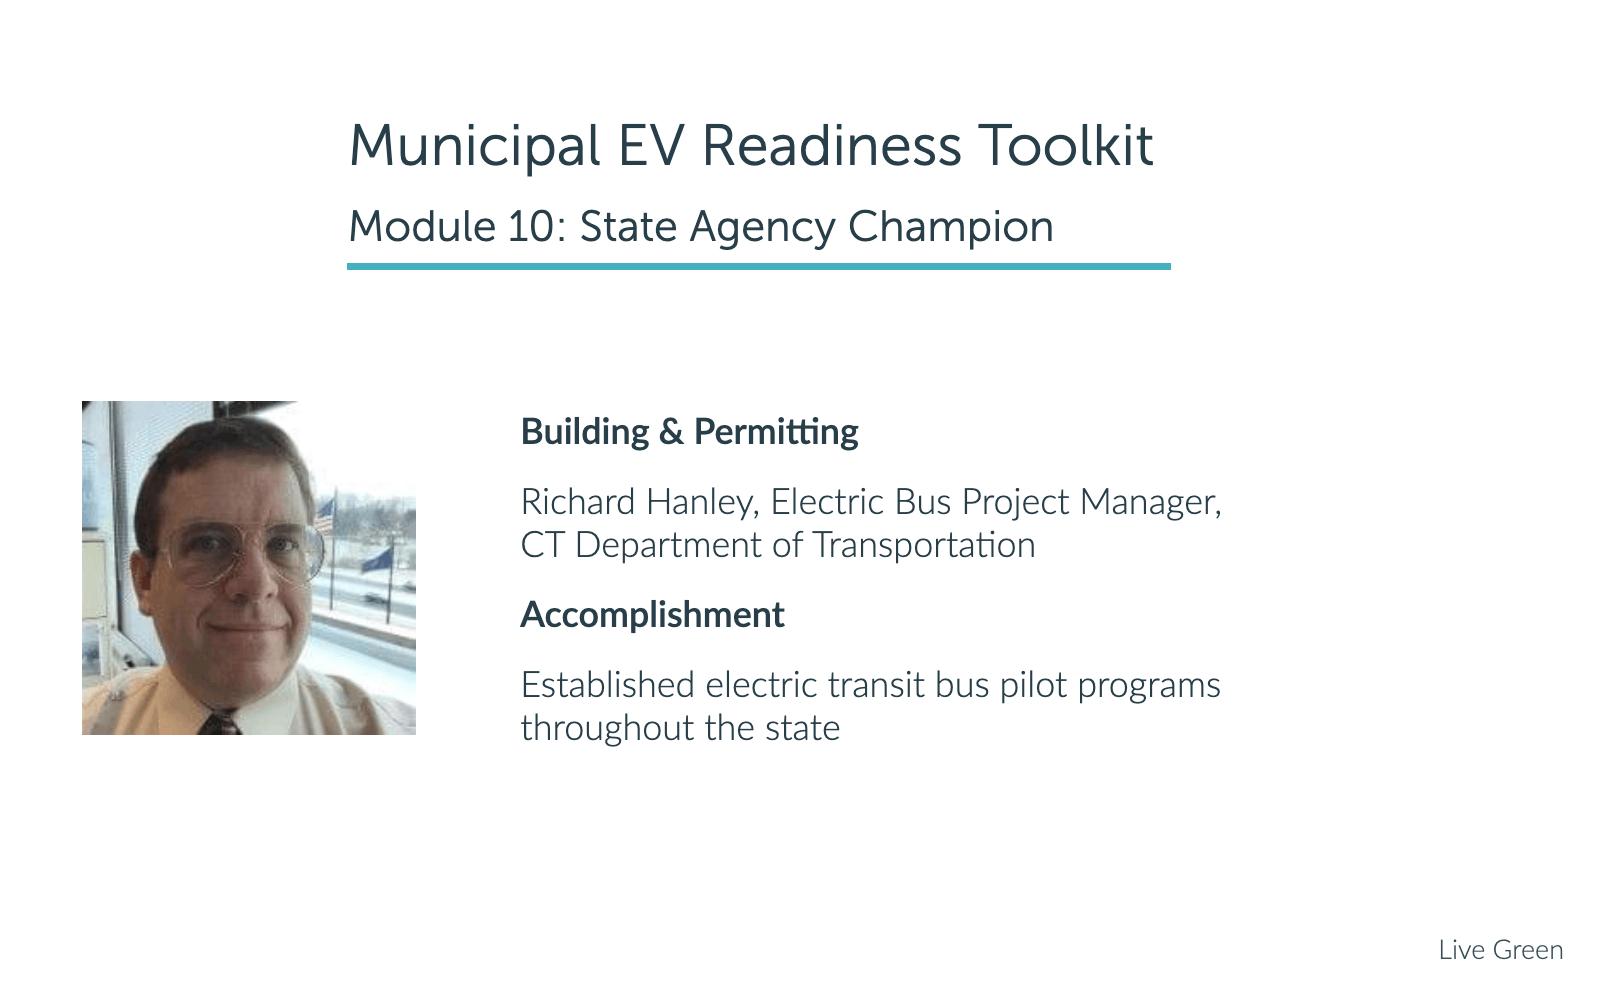 Municipal EV Readiness Toolkit
Module 10: State Agency Champion
Building & Permitting
Richard Hanley, Electric Bus Project Manager,
CT Department of Transportation
Accomplishment
Established electric transit bus pilot programs
throughout the state
Live Green